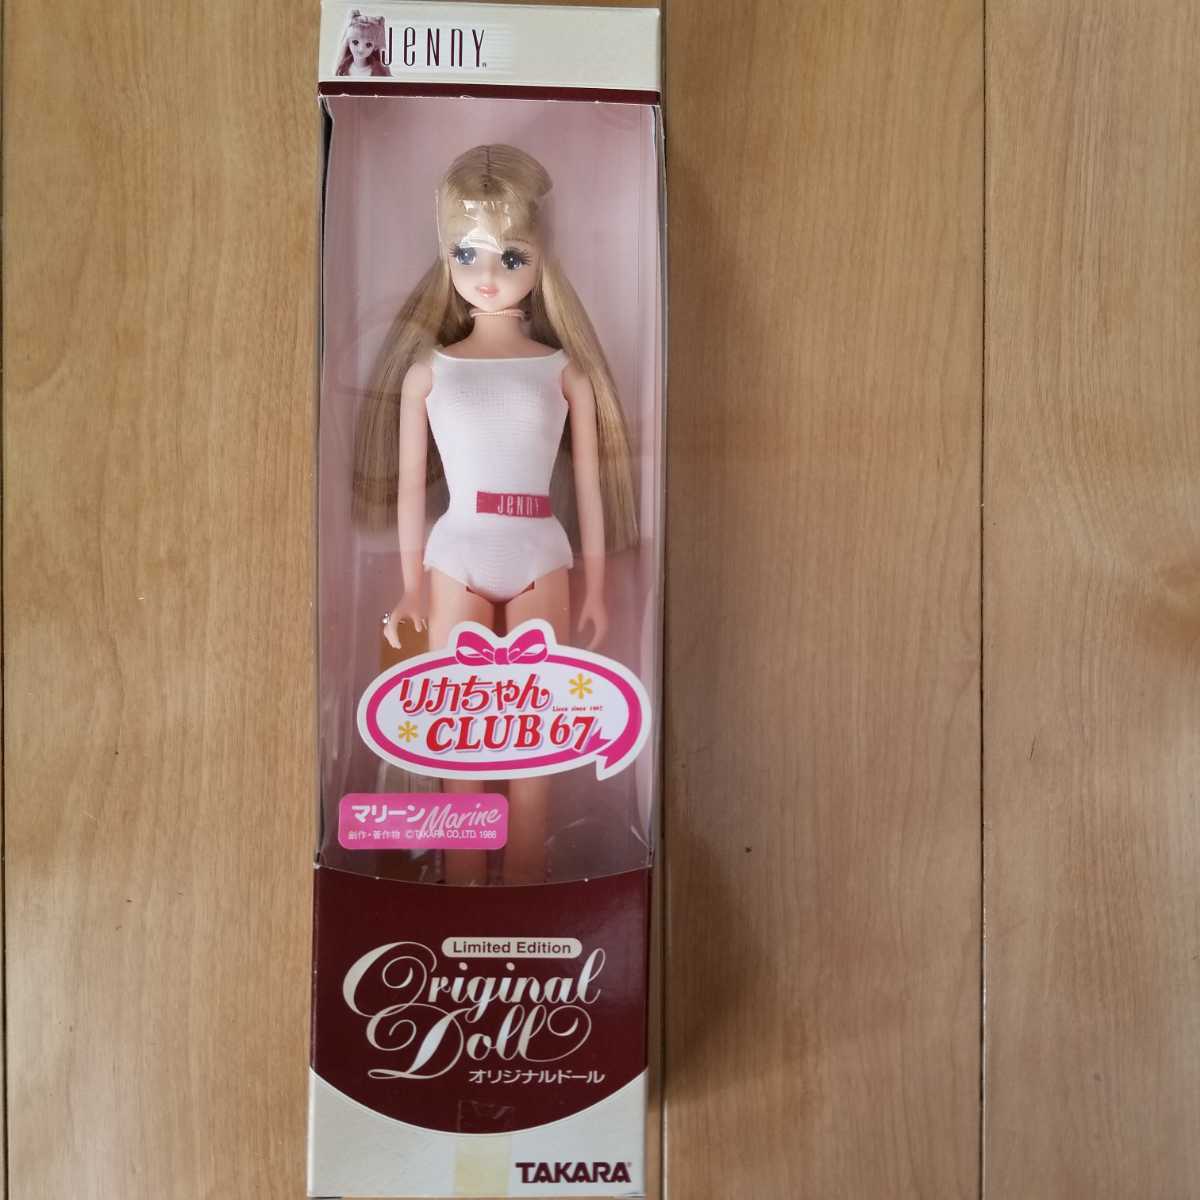 JENNY
JENNY
リカちゃん
Licca since 1967
CLUB 67
マリーン Marine
創作・著作物 ©TAKARA CO.,LTD. 1986
Limited Edition
Original
Doll
オリジナルドール
TAKARA